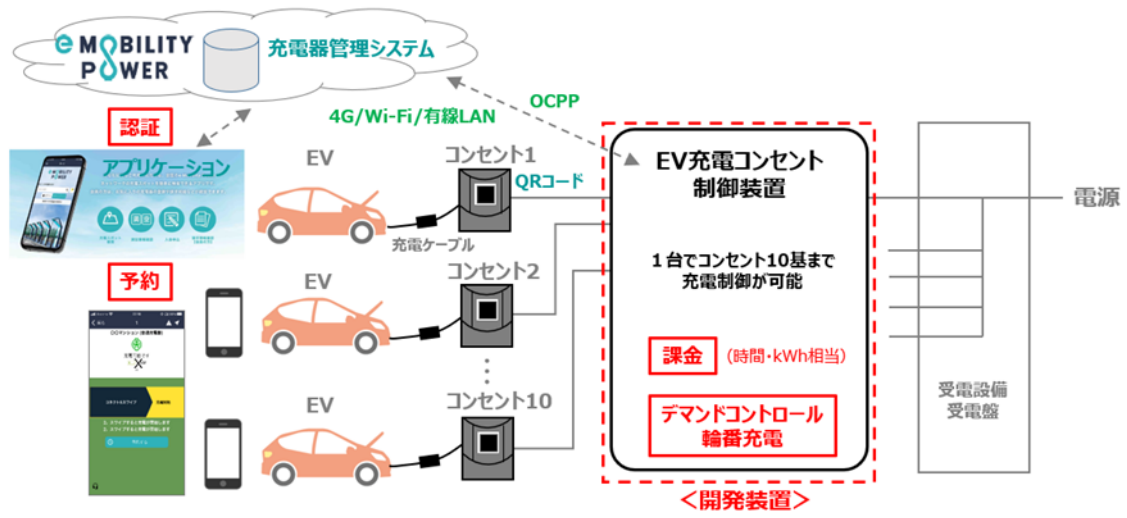 e MOBILITY
POWER
充電器管理システム
OCPP
4G/Wi-Fi/有線LAN
認証
アプリケーション
e MOBILITY
POWER
予約
EV
コンセント1
QRコード
充電ケーブル
EV
コンセント2
EV
コンセント10
EV充電コンセント
制御装置
1台でコンセント10基まで
充電制御が可能
課金 (時間・kWh相当)
デマンドコントロール
輪番充電
<開発装置>
電源
受電設備
受電盤